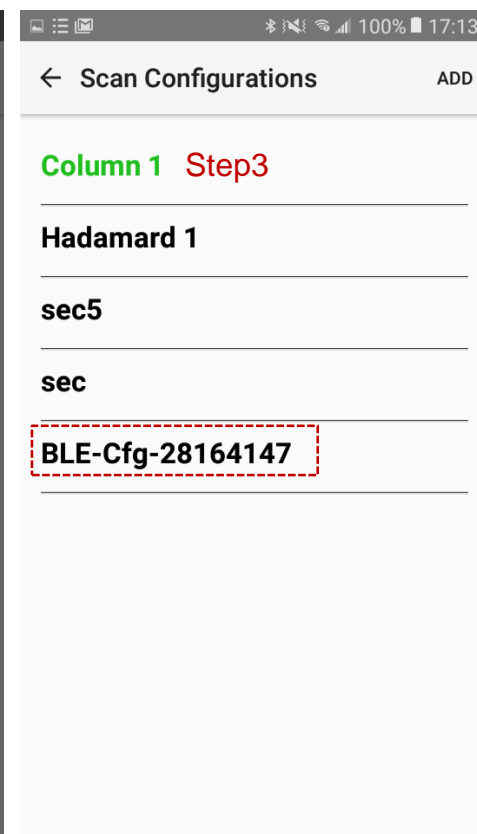 100% 17:13
← Scan Configurations ADD
Column 1 Step3
Hadamard 1
sec5
sec
BLE-Cfg-28164147